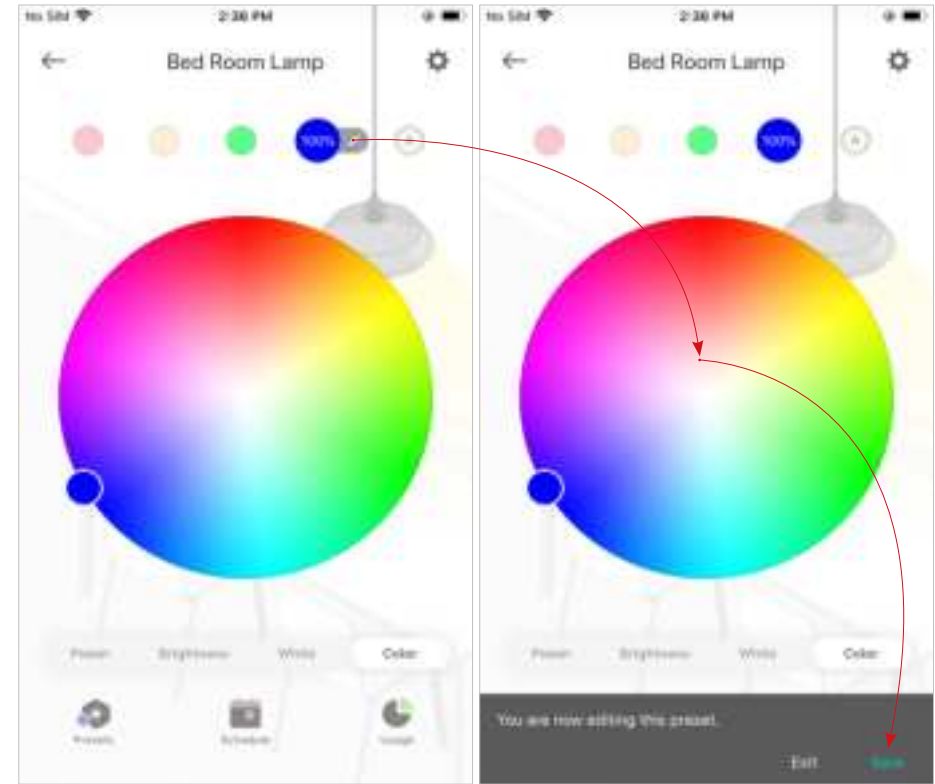 No SIM 2:36 PM
Bed Room Lamp
100%
Power Brightness White Color
Presets Schedule Usage
No SIM 2:36 PM
Bed Room Lamp
100%
A
Power Brightness White Color
You are now editing this preset.
Exit Save